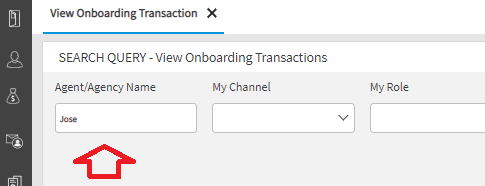 View Onboarding Transaction
SEARCH QUERY - View Onboarding Transactions
Agent/Agency Name My Channel My Role
Jose